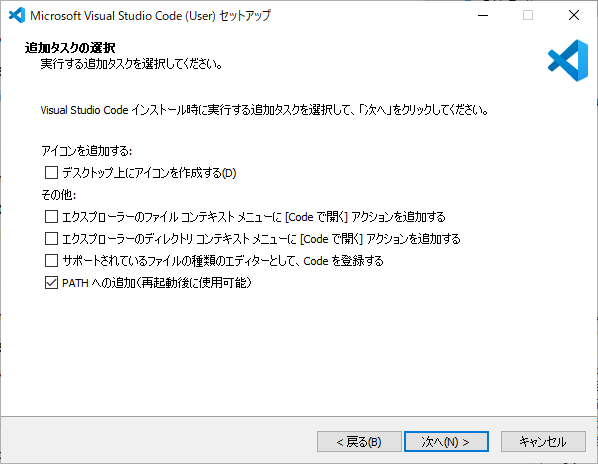 Microsoft Visual Studio Code (User) セットアップ
追加タスクの選択
実行する追加タスクを選択してください。
Visual Studio Code インストール時に実行する追加タスクを選択して、「次へ」をクリックしてください。
アイコンを追加する:
デスクトップ上にアイコンを作成する(D)
その他:
エクスプローラーのファイル コンテキスト メニューに [Code で開く] アクションを追加する
エクスプローラーのディレクトリ コンテキスト メニューに [Code で開く] アクションを追加する
サポートされているファイルの種類のエディターとして、Code を登録する
PATH への追加（再起動後に使用可能）
< 戻る(B) 次へ(N) > キャンセル